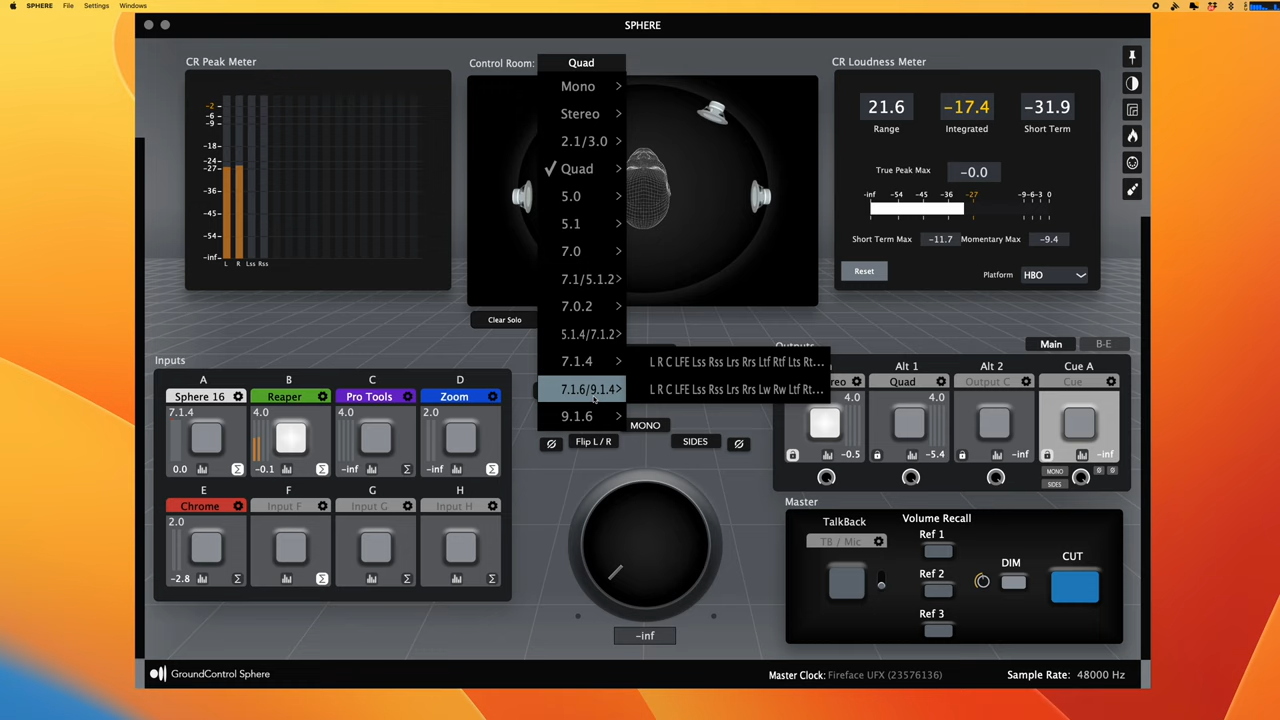 SPHERE File Settings Windows
SPHERE
CR Peak Meter
-2
-6
-9
-18
-24
-27
-36
-45
-54
-inf
L R Lss Rss
Control Room:
Quad
Mono
Stereo
2.1/3.0
Quad
5.0
5.1
7.0
7.1/5.1.2
7.0.2
5.1.4/7.1.2
7.1.4
7.1.6/9.1.4
9.1.6
L R C LFE Lss Rss Lrs Rrs Ltf Rtf Lts Rt...
L R C LFE Lss Rss Lrs Rrs Lw Rw Ltf Rt...
Clear Solo
MONO
Flip L / R
SIDES
-inf
CR Loudness Meter
21.6 -17.4 -31.9
Range Integrated Short Term
True Peak Max -0.0
-inf -54 -45 -36 -27 -9-6-3 0
Short Term Max -11.7 Momentary Max -9.4
Reset
Platform HBO
Inputs
A B C D
Sphere 16 Reaper Pro Tools Zoom
7.1.4 4.0 4.0 2.0
0.0 Σ -0.1 Σ -inf Σ -inf Σ
E F G H
Chrome Input F Input G Input H
2.0
-2.8 Σ Σ Σ Σ
Main B-E
Alt 1 Alt 2 Cue A
Quad Output C Cue
4.0 4.0
-0.5 -5.4 -inf -inf
MONO
SIDES
Master
TalkBack
TB / Mic
Volume Recall
Ref 1
Ref 2
Ref 3
DIM
CUT
GroundControl Sphere
Master Clock: Fireface UFX (23576136)
Sample Rate: 48000 Hz